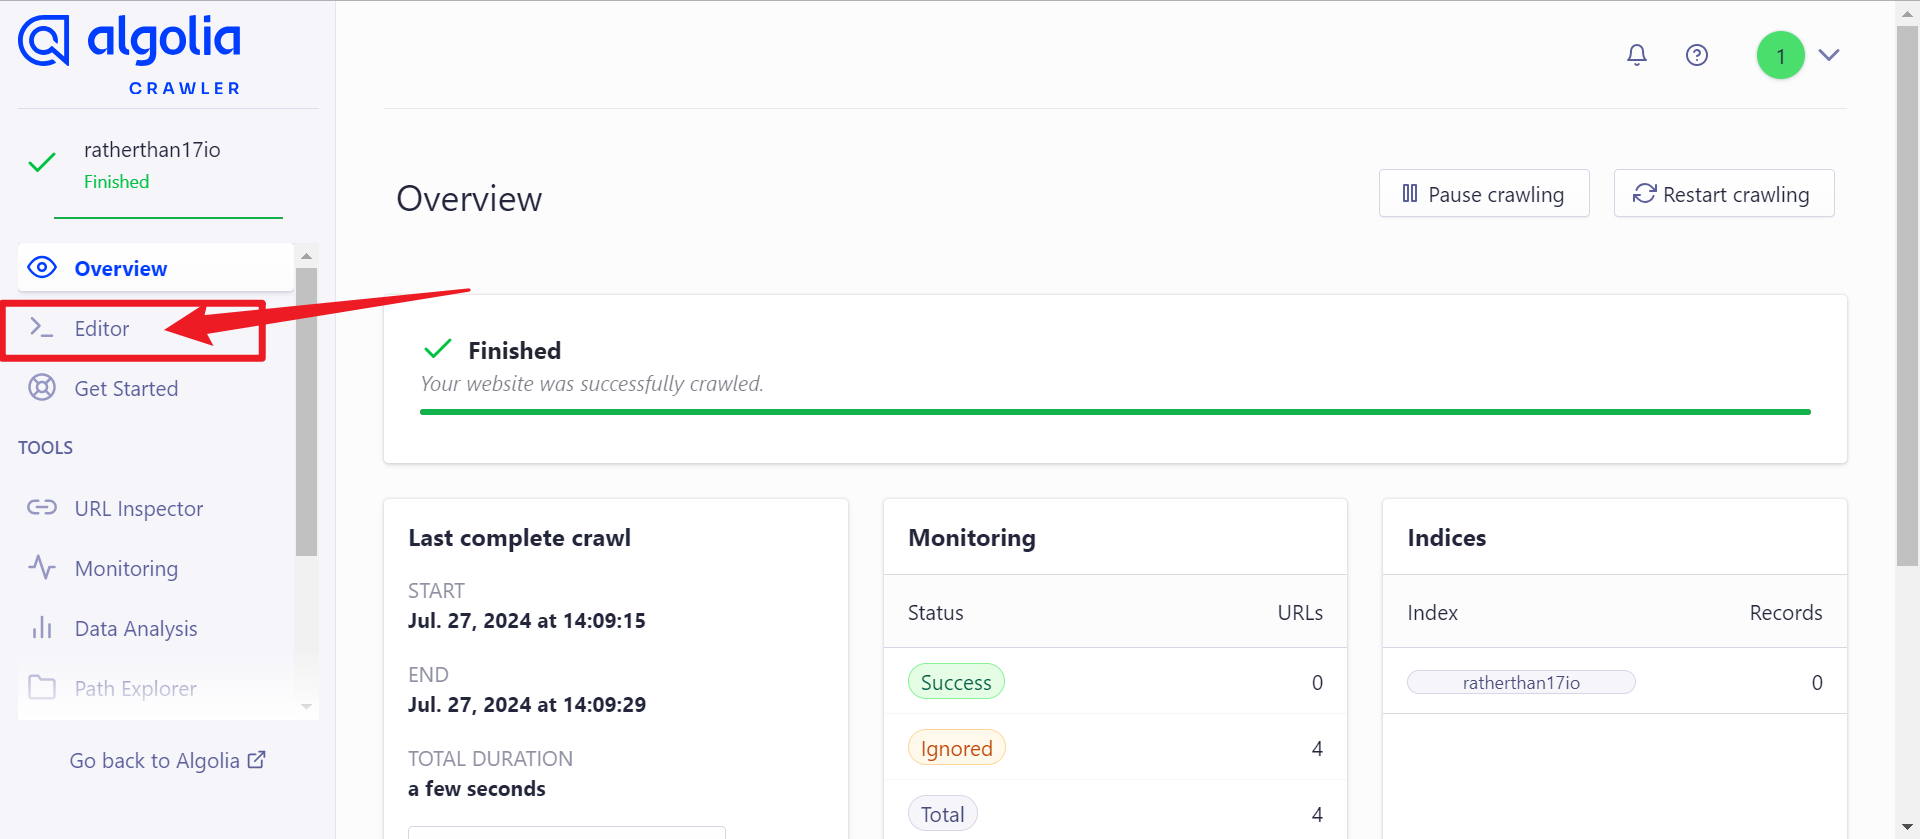 algolia
CRAWLER
1
ratherthan17io
Finished
Overview
Pause crawling
Restart crawling
Overview
Editor
Get Started
TOOLS
URL Inspector
Monitoring
Data Analysis
Path Explorer
Go back to Algolia
Finished
Your website was successfully crawled.
Last complete crawl
START
Jul. 27, 2024 at 14:09:15
END
Jul. 27, 2024 at 14:09:29
TOTAL DURATION
a few seconds
Monitoring
Status URLs
Success 0
Ignored 4
Total 4
Indices
Index Records
ratherthan17io 0